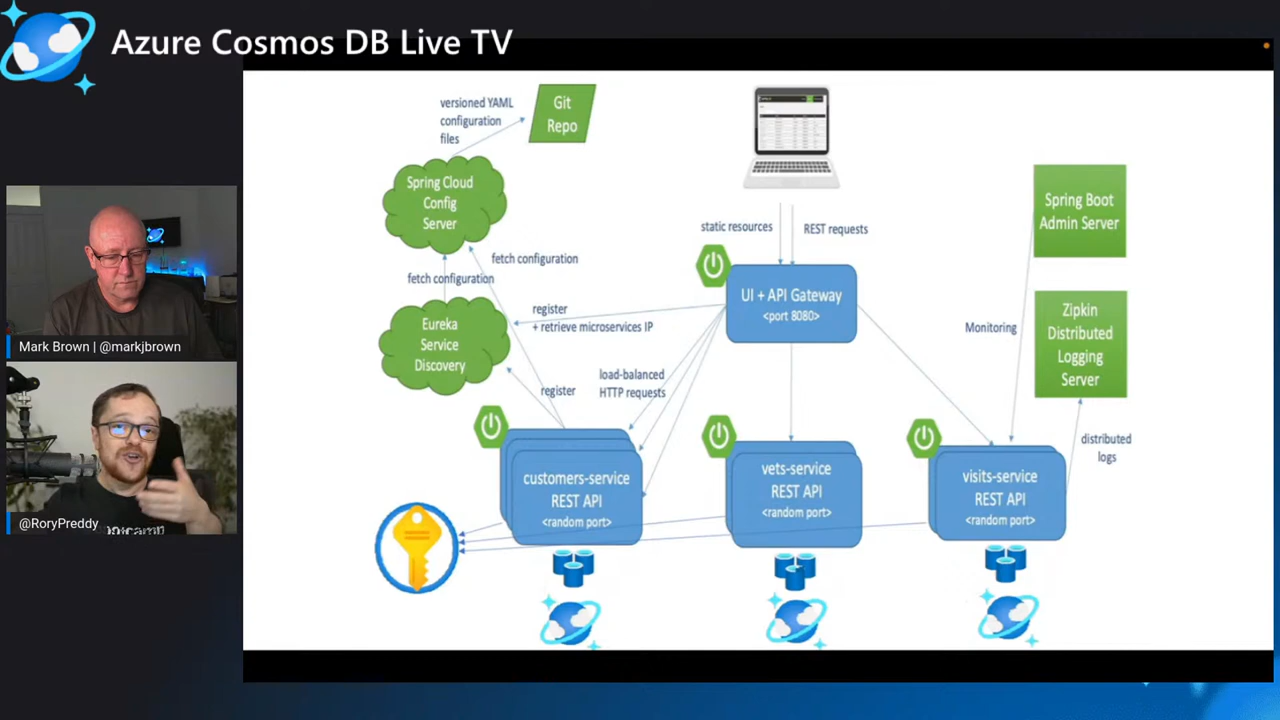 Azure Cosmos DB Live TV
versioned YAML
configuration
files
Git
Repo
Spring Cloud
Config
Server
fetch configuration
fetch configuration
Eureka
Service
Discovery
register
+ retrieve microservices IP
register
load-balanced
HTTP requests
static resources
REST requests
UI + API Gateway
<port 8080>
Spring Boot
Admin Server
Monitoring
Zipkin
Distributed
Logging
Server
distributed
logs
customers-service
REST API
<random port>
vets-service
REST API
<random port>
visits-service
REST API
<random port>
Mark Brown | @markjbrown
@RoryPreddy